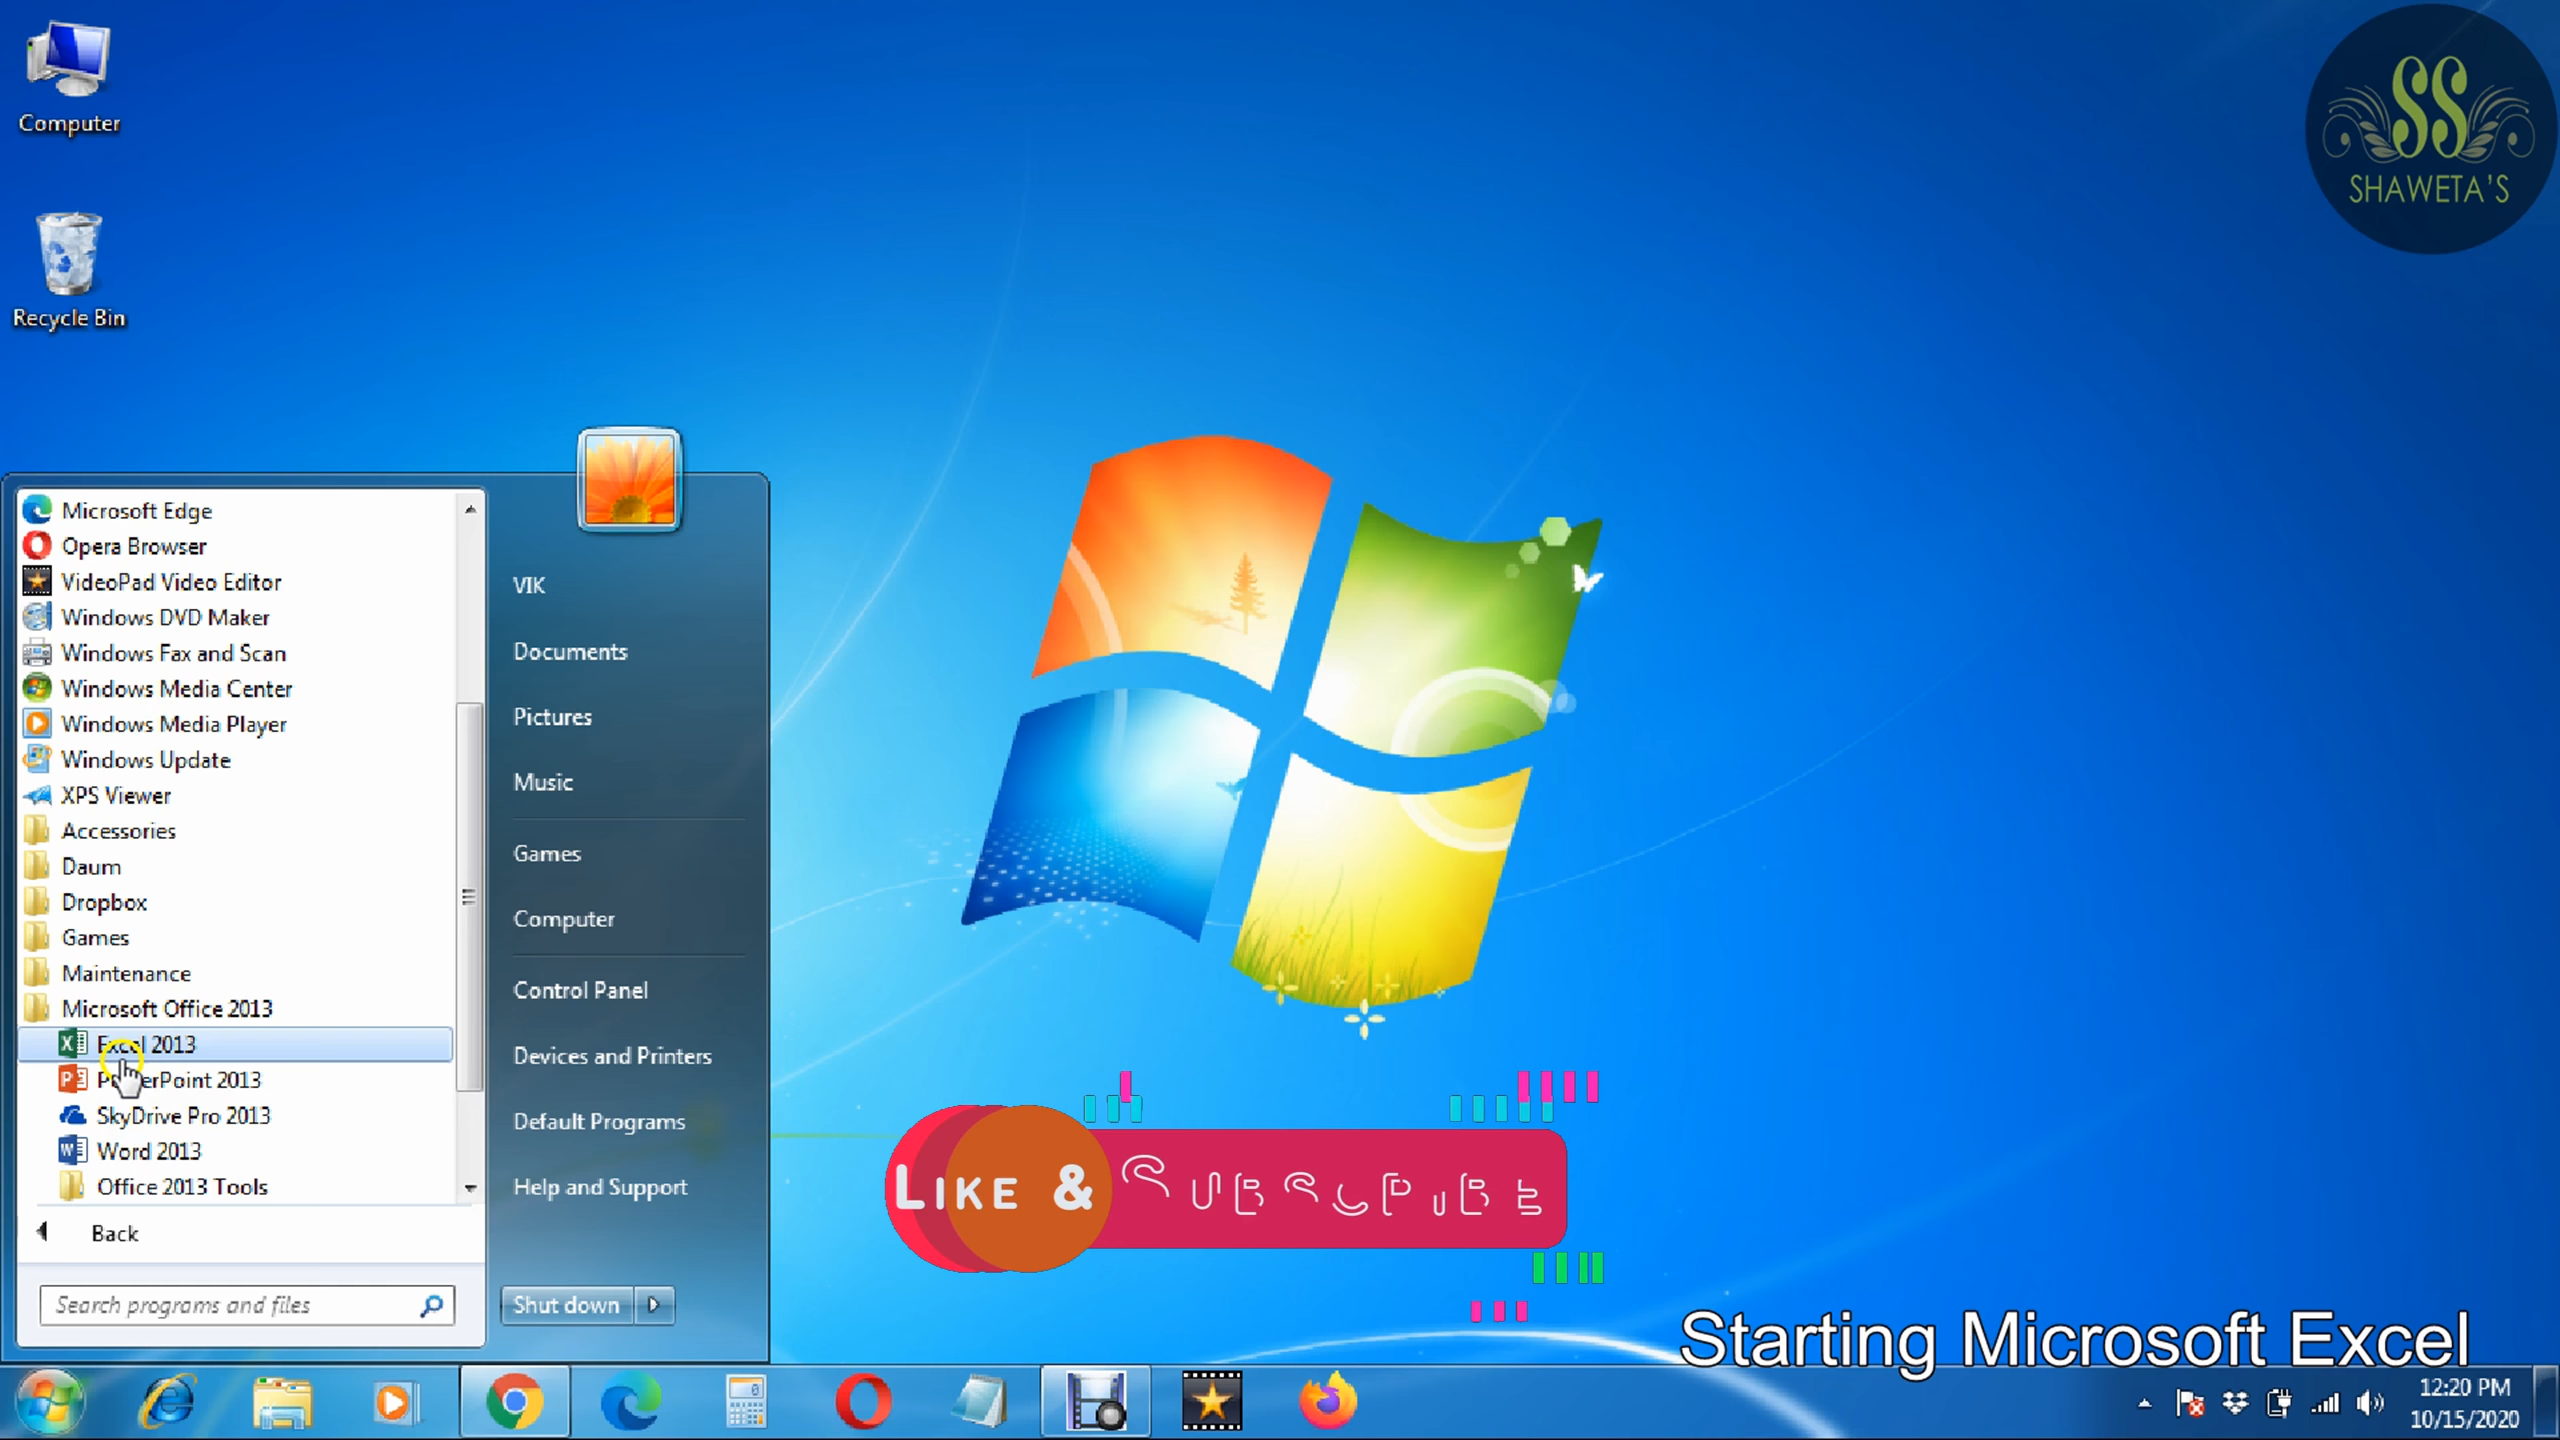 Computer
Recycle Bin
SS
SHAWETA'S
Microsoft Edge
Opera Browser
VideoPad Video Editor
Windows DVD Maker
Windows Fax and Scan
Windows Media Center
Windows Media Player
Windows Update
XPS Viewer
Accessories
Daum
Dropbox
Games
Maintenance
Microsoft Office 2013
Excel 2013
PowerPoint 2013
SkyDrive Pro 2013
Word 2013
Office 2013 Tools
Back
Search programs and files
VIK
Documents
Pictures
Music
Games
Computer
Control Panel
Devices and Printers
Default Programs
Help and Support
Shut down
LIKE & SUBSCRIBE
Starting Microsoft Excel
12:20 PM
10/15/2020